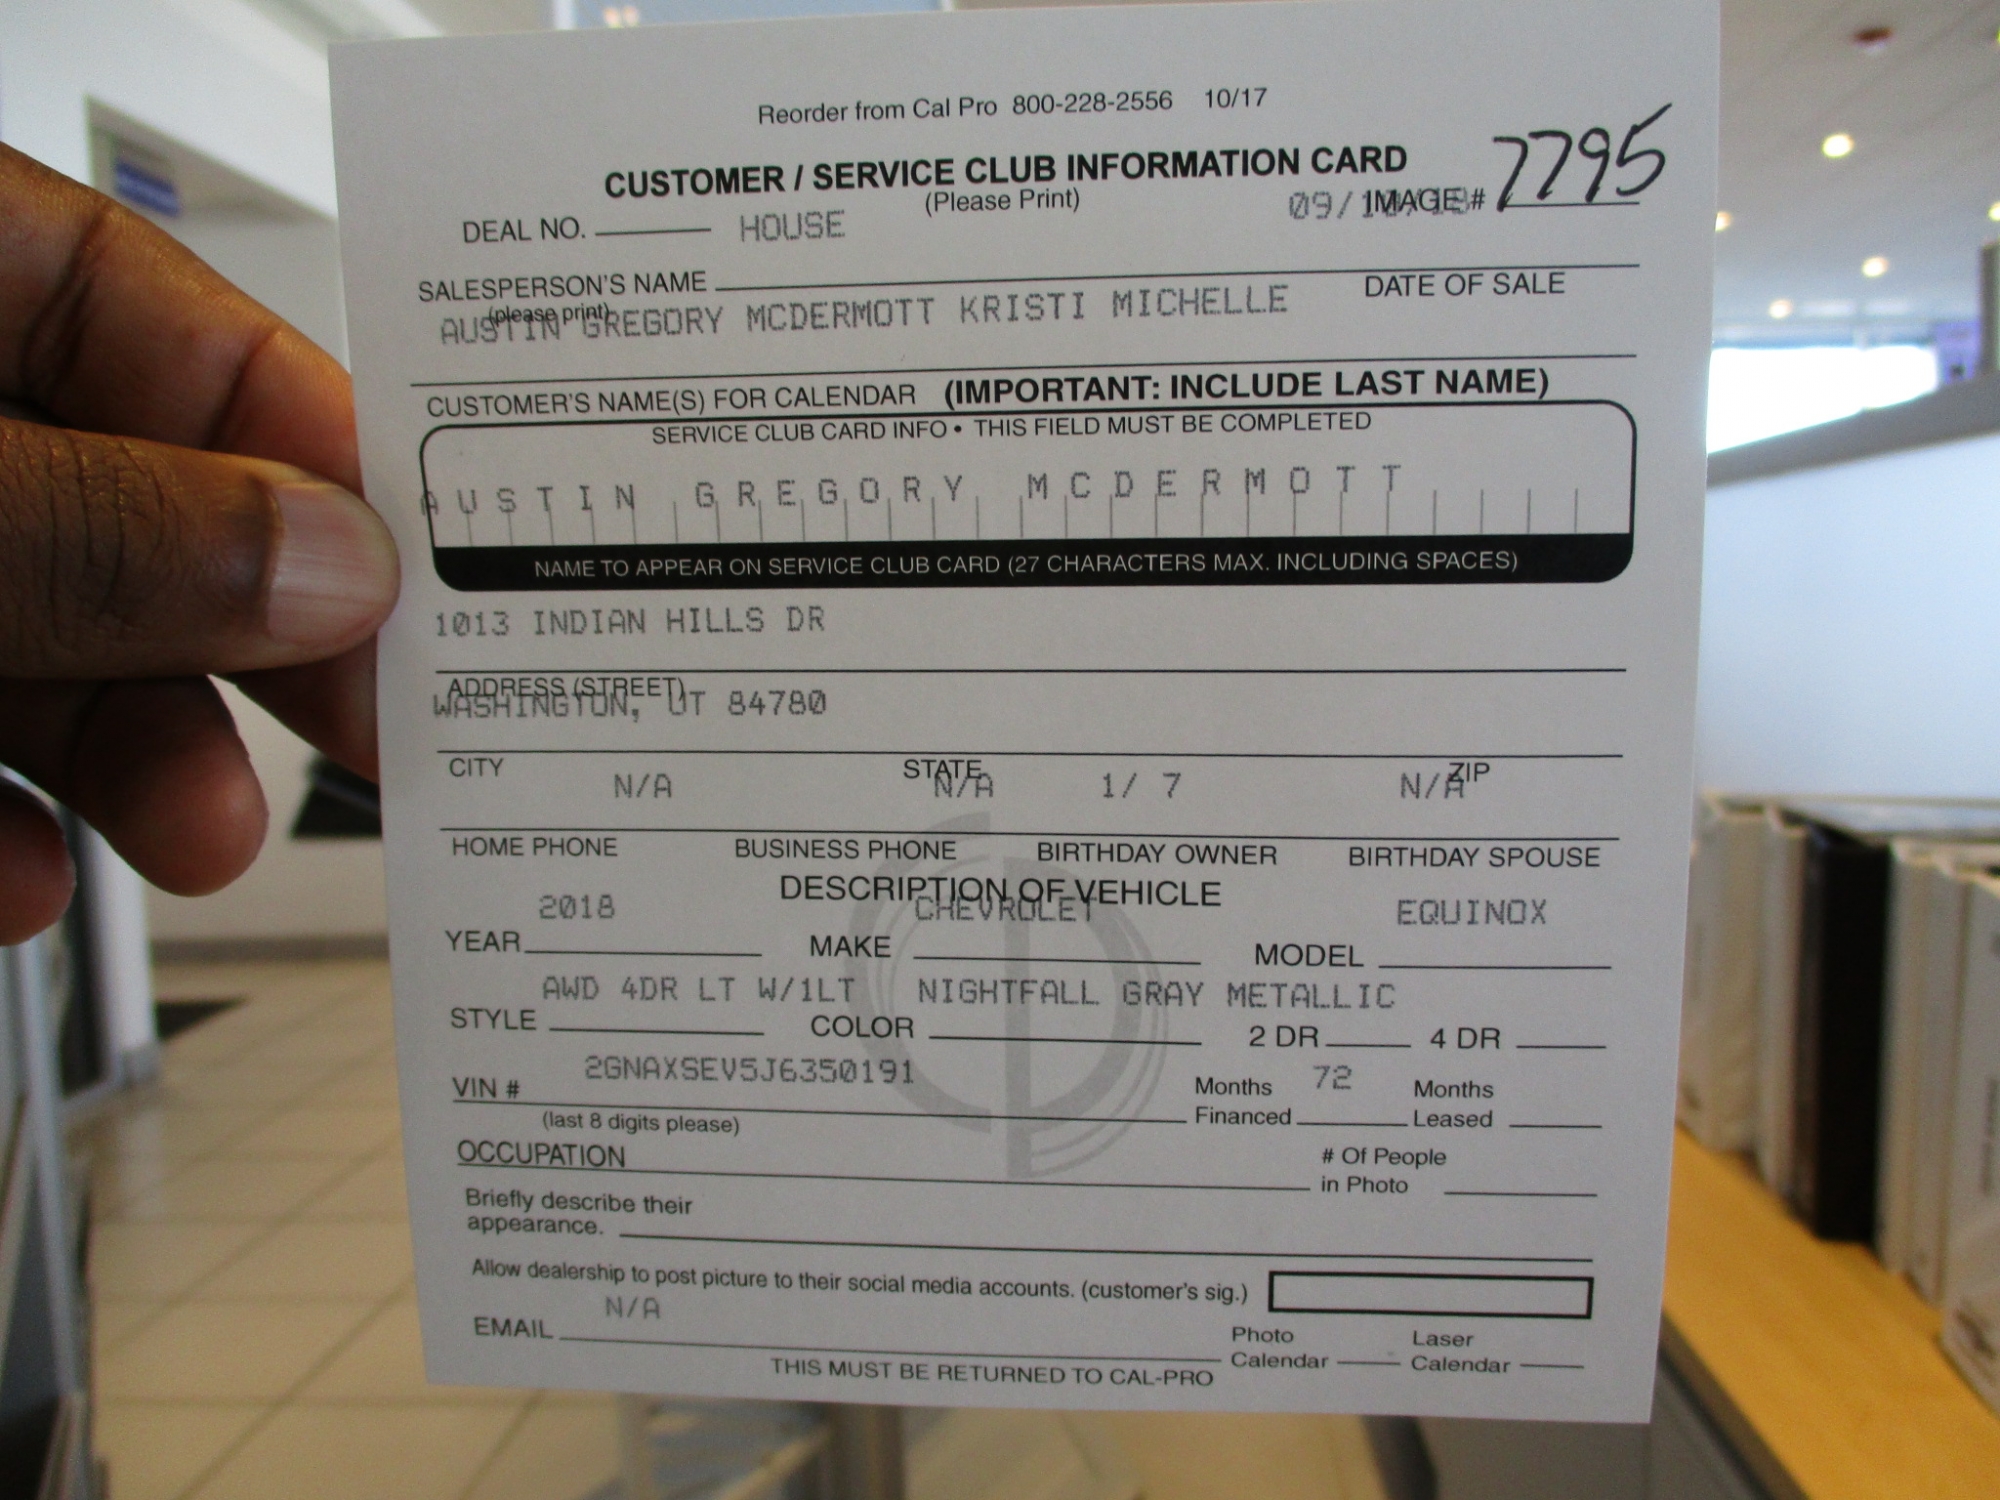 Reorder from Cal Pro 800-228-2556 10/17
CUSTOMER / SERVICE CLUB INFORMATION CARD
(Please Print)
IMAGE # 7795
DEAL NO. HOUSE
SALESPERSON'S NAME
(please print)
DATE OF SALE
AUSTIN GREGORY MCDERMOTT KRISTI MICHELLE
CUSTOMER'S NAME(S) FOR CALENDAR (IMPORTANT: INCLUDE LAST NAME)
SERVICE CLUB CARD INFO • THIS FIELD MUST BE COMPLETED
AUSTIN GREGORY MCDERMOTT
NAME TO APPEAR ON SERVICE CLUB CARD (27 CHARACTERS MAX. INCLUDING SPACES)
1013 INDIAN HILLS DR
ADDRESS (STREET)
WASHINGTON, UT 84780
CITY STATE ZIP
N/A N/A 1/ 7 N/A
HOME PHONE BUSINESS PHONE BIRTHDAY OWNER BIRTHDAY SPOUSE
DESCRIPTION OF VEHICLE
2018 CHEVROLET EQUINOX
YEAR MAKE MODEL
AWD 4DR LT W/1LT NIGHTFALL GRAY METALLIC
STYLE COLOR 2 DR 4 DR
VIN # 2GNAXSEV5J6350191
(last 8 digits please)
Months Financed 72 Months Leased
OCCUPATION
# Of People in Photo
Briefly describe their
appearance.
Allow dealership to post picture to their social media accounts. (customer's sig.)
N/A
EMAIL
Photo Calendar Laser Calendar
THIS MUST BE RETURNED TO CAL-PRO